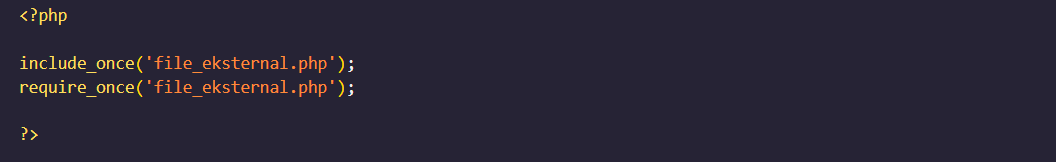 <?php
include_once('file_eksternal.php');
require_once('file_eksternal.php');
?>